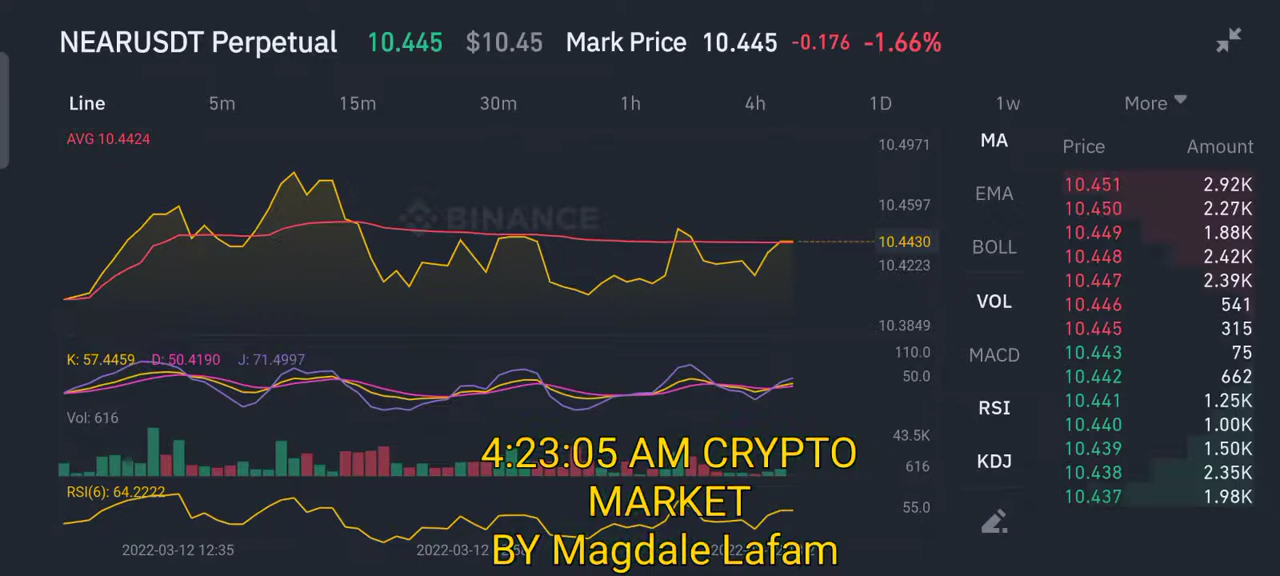 NEARUSDT Perpetual 10.445 $10.45 Mark Price 10.445 -0.176 -1.66%
Line 5m 15m 30m 1h 4h 1D 1w More
AVG 10.4424
10.4971
10.4597
10.4430
10.4223
10.3849
BINANCE
K: 57.4459 D: 50.4190 J: 71.4997
110.0
50.0
Vol: 616
43.5K
616
RSI(6): 64.2222
55.0
2022-03-12 12:35
MA
EMA
BOLL
VOL
MACD
RSI
KDJ
Price Amount
10.451 2.92K
10.450 2.27K
10.449 1.88K
10.448 2.42K
10.447 2.39K
10.446 541
10.445 315
10.443 75
10.442 662
10.441 1.25K
10.440 1.00K
10.439 1.50K
10.438 2.35K
10.437 1.98K
4:23:05 AM CRYPTO
MARKET
BY Magdale Lafam